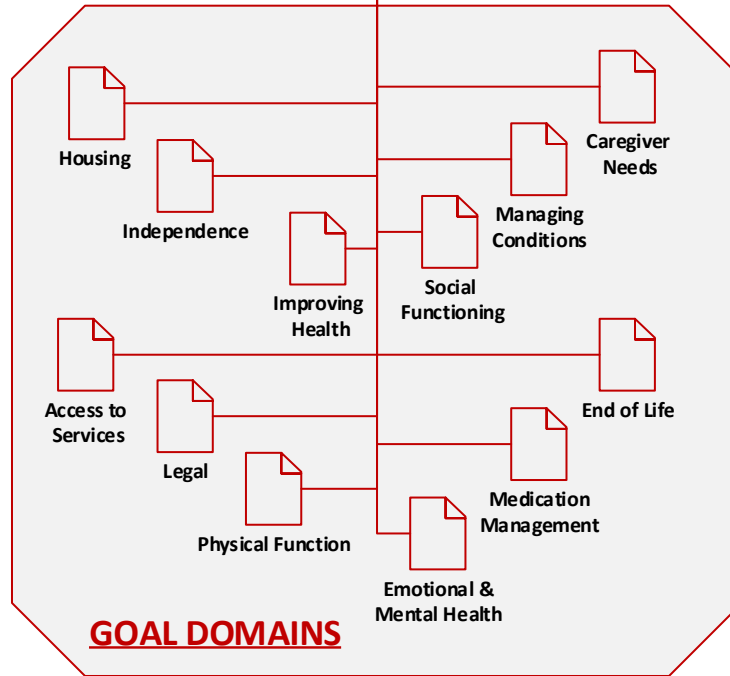 Housing
Caregiver
Needs
Independence
Managing
Conditions
Improving
Health
Social
Functioning
Access to
Services
End of Life
Legal
Medication
Management
Physical Function
Emotional &
Mental Health
GOAL DOMAINS